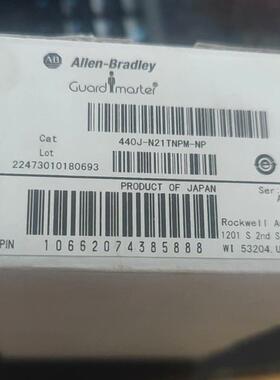 AB Allen-Bradley
Guardmaster®
Cat 440J-N21TNPM-NP
Lot
22473010180693
PRODUCT OF JAPAN
Ser
A
Rockwell A
1201 S 2nd S
PIN 10662074385888 WI 53204. U